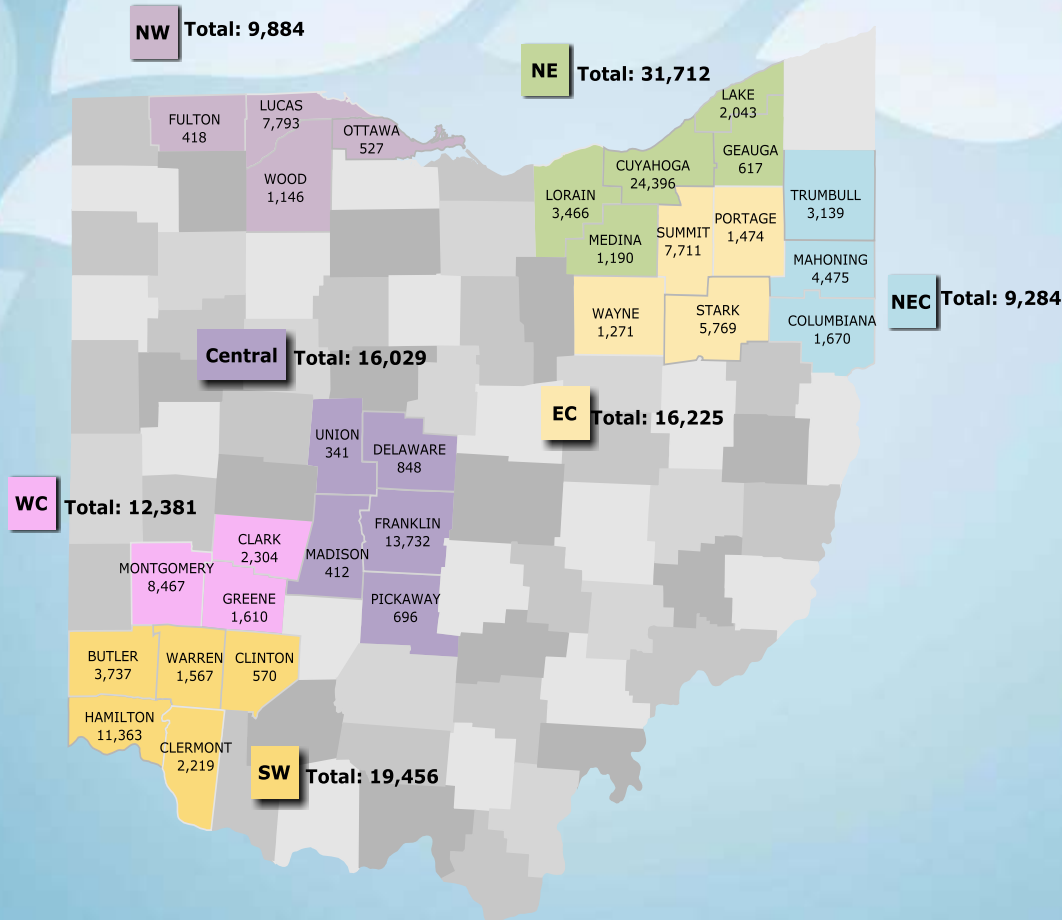 NW Total: 9,884
NE Total: 31,712
LAKE
2,043
FULTON
418
LUCAS
7,793
OTTAWA
527
GEAUGA
617
CUYAHOGA
24,396
WOOD
1,146
LORAIN
3,466
TRUMBULL
3,139
MEDINA
1,190
SUMMIT
7,711
PORTAGE
1,474
MAHONING
4,475
NEC Total: 9,284
WAYNE
1,271
STARK
5,769
COLUMBIANA
1,670
Central Total: 16,029
EC Total: 16,225
UNION
341
DELAWARE
848
WC Total: 12,381
CLARK
2,304
FRANKLIN
13,732
MADISON
412
MONTGOMERY
8,467
GREENE
1,610
PICKAWAY
696
BUTLER
3,737
WARREN
1,567
CLINTON
570
HAMILTON
11,363
CLERMONT
2,219
SW Total: 19,456